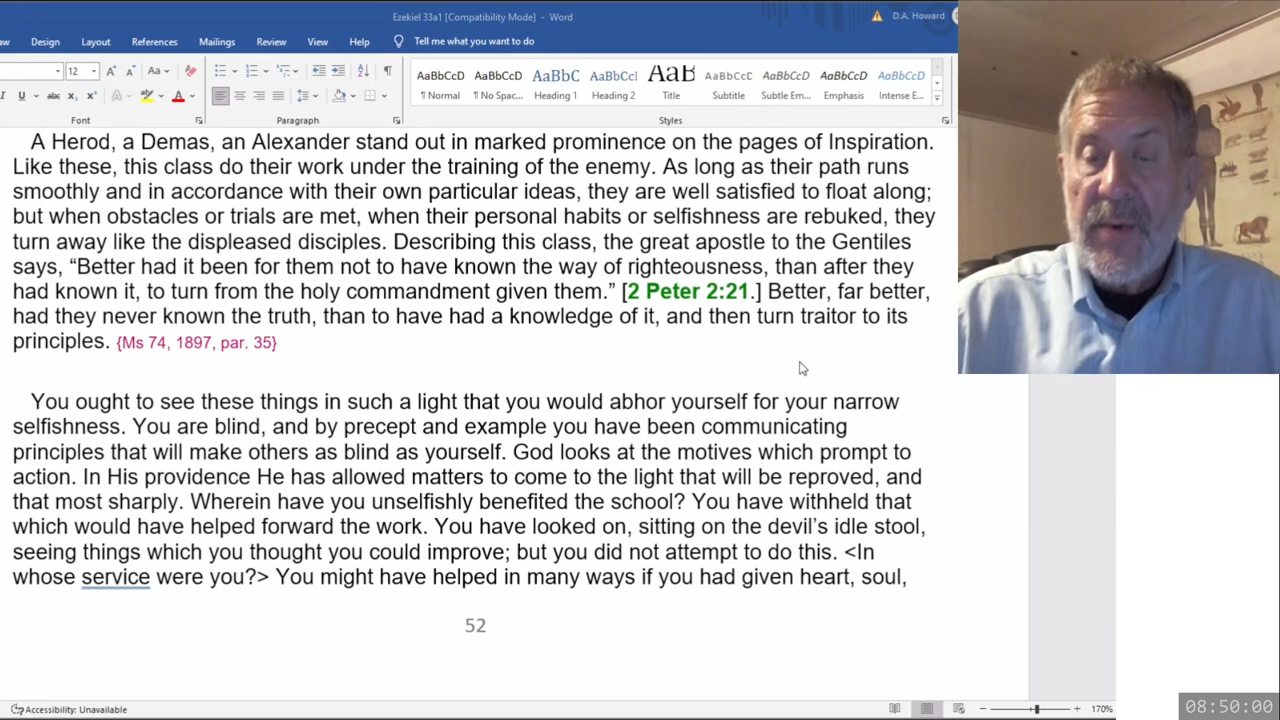 Ezekiel 33a1 [Compatibility Mode] - Word
D.A. Howard
aw Design Layout References Mailings Review View Help Tell me what you want to do
12
AaBbCcD AaBbCcD AaBbC AaBbCcI AaB AaBbCcD AaBbCcD AaBbCcD AaBbCcD
¶ Normal ¶ No Spac... Heading 1 Heading 2 Title Subtitle Subtle Em... Emphasis Intense E...
Font Paragraph Styles
A Herod, a Demas, an Alexander stand out in marked prominence on the pages of Inspiration.
Like these, this class do their work under the training of the enemy. As long as their path runs
smoothly and in accordance with their own particular ideas, they are well satisfied to float along;
but when obstacles or trials are met, when their personal habits or selfishness are rebuked, they
turn away like the displeased disciples. Describing this class, the great apostle to the Gentiles
says, “Better had it been for them not to have known the way of righteousness, than after they
had known it, to turn from the holy commandment given them.” [2 Peter 2:21.] Better, far better,
had they never known the truth, than to have had a knowledge of it, and then turn traitor to its
principles. {Ms 74, 1897, par. 35}
You ought to see these things in such a light that you would abhor yourself for your narrow
selfishness. You are blind, and by precept and example you have been communicating
principles that will make others as blind as yourself. God looks at the motives which prompt to
action. In His providence He has allowed matters to come to the light that will be reproved, and
that most sharply. Wherein have you unselfishly benefited the school? You have withheld that
which would have helped forward the work. You have looked on, sitting on the devil’s idle stool,
seeing things which you thought you could improve; but you did not attempt to do this. <In
whose service were you?> You might have helped in many ways if you had given heart, soul,
52
Accessibility: Unavailable
170%
08:50:00